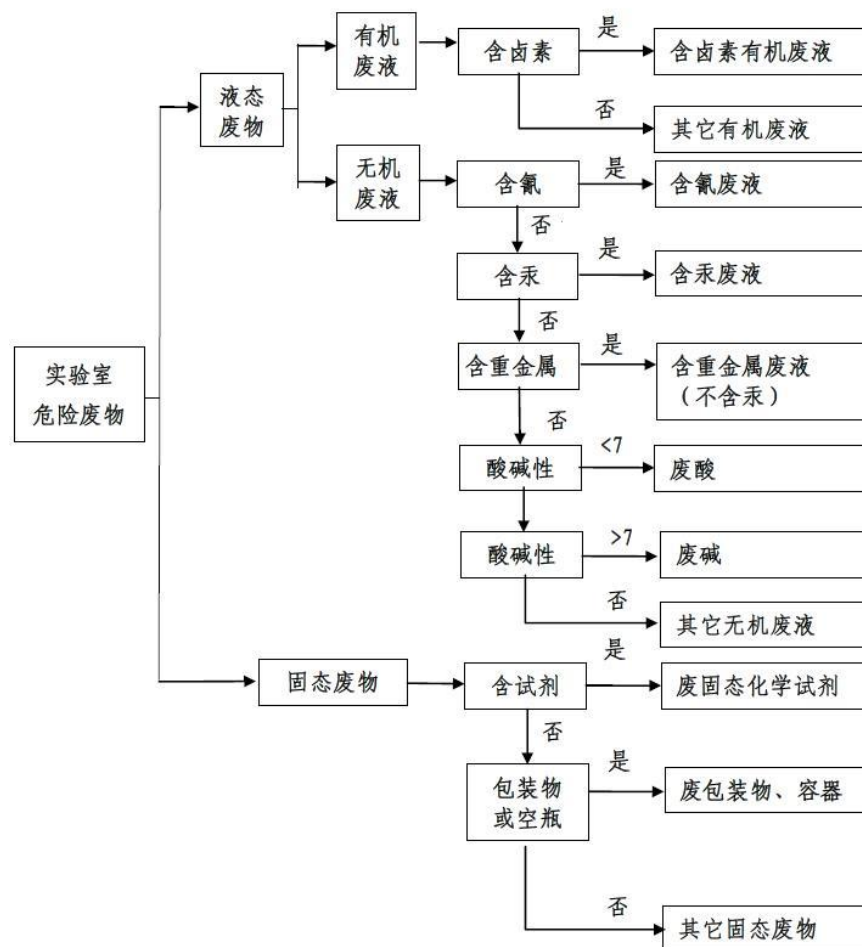 有机
废液
含卤素
是
含卤素有机废液
液态
废物
否
其它有机废液
无机
废液
含氰
是
含氰废液
否
含汞
是
含汞废液
否
实验室
危险废物
含重金属
是
含重金属废液
（不含汞）
否
酸碱性
<7
废酸
酸碱性
>7
废碱
否
其它无机废液
固态废物
含试剂
是
废固态化学试剂
否
包装物
或空瓶
是
废包装物、容器
否
其它固态废物